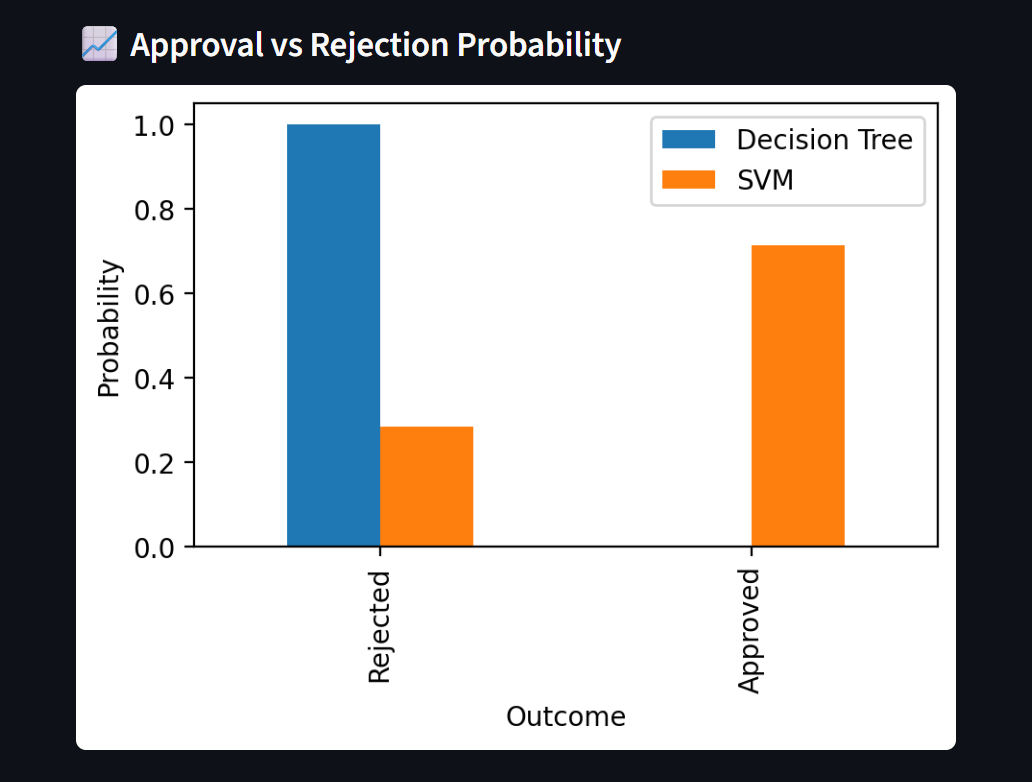 Approval vs Rejection Probability
Decision Tree
SVM
1.0
0.8
0.6
0.4
0.2
0.0
Probability
Rejected
Approved
Outcome